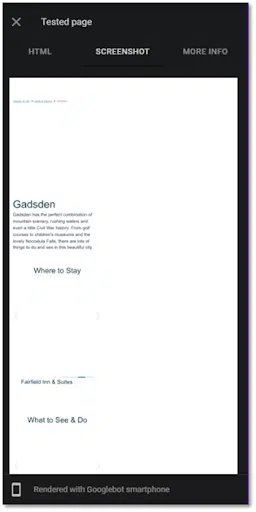 Tested page
HTML SCREENSHOT MORE INFO
Gadsden
Gadsden has the perfect combination of
mountain scenery, rushing waters and
even a little Civil War history. From golf
courses to children's museums and the
lovely Noccalula Falls, there are lots of
things to do and see in this beautiful city
Where to Stay
Fairfield Inn & Suites
What to See & Do
Rendered with Googlebot smartphone